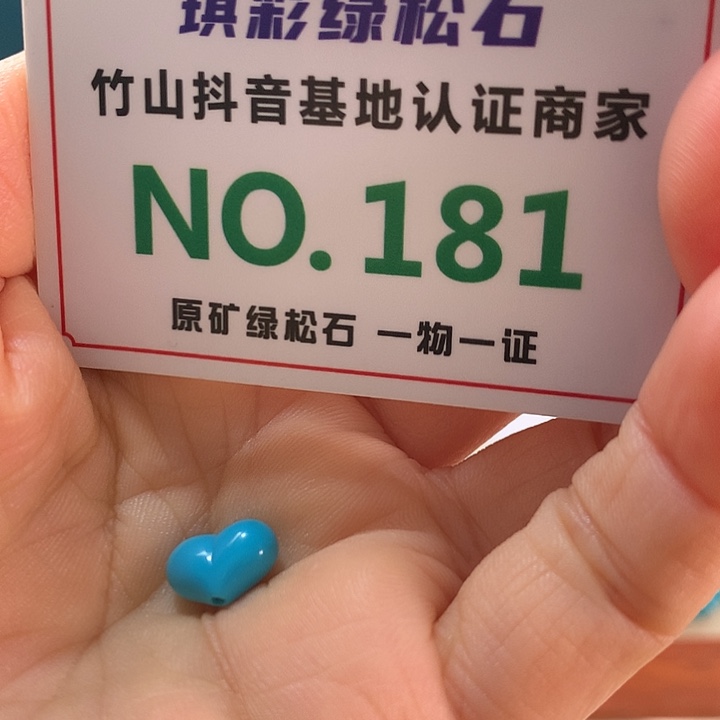 琪彩绿松石
竹山抖音基地认证商家
NO.181
原矿绿松石 一物一证